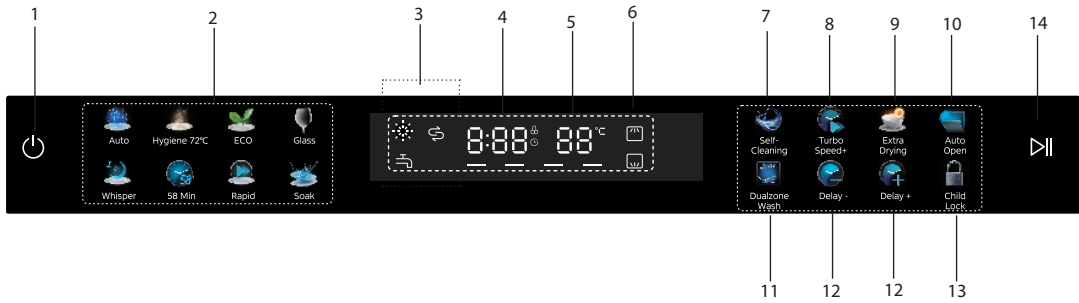 1
2
3
4
5
6
7
8
9
10
14
Auto
Hygiene 72℃
ECO
Glass
Whisper
58 Min
Rapid
Soak
8:88
88
°C
Self-
Cleaning
Turbo
Speed+
Extra
Drying
Auto
Open
Dualzone
Wash
Delay -
Delay +
Child
Lock
11
12
12
13